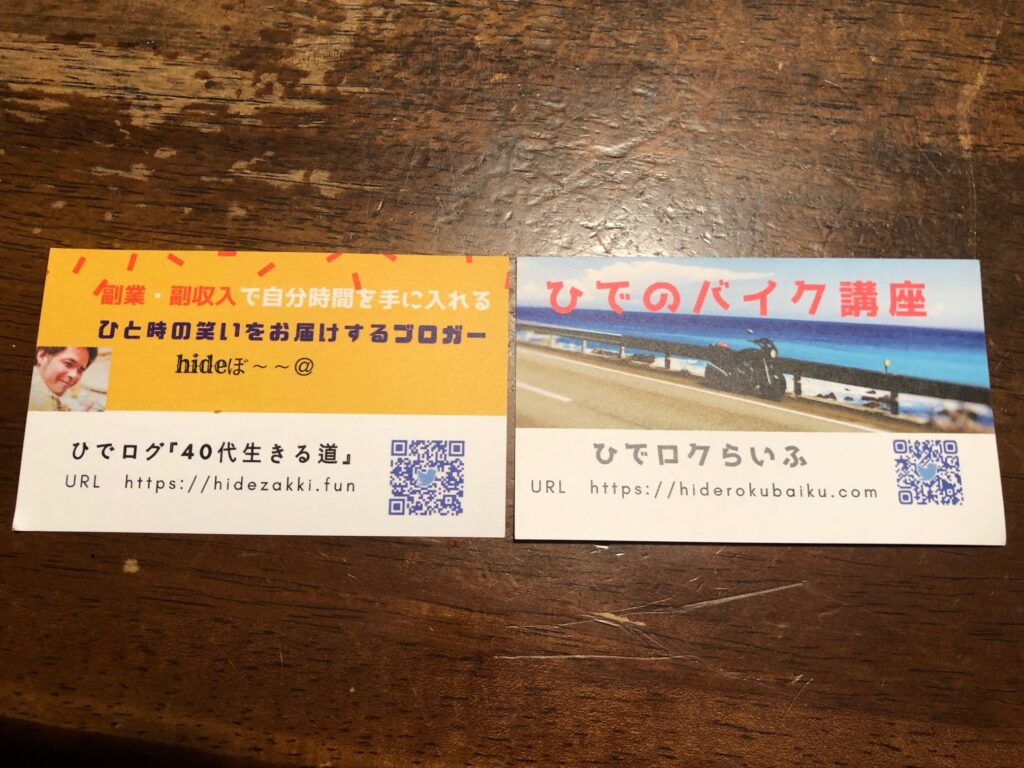 副業・副収入で自分時間を手に入れる
ひと時の笑いをお届けするブロガー
hideぼ～～@
ひでログ『40代生きる道』
URL https://hidezakki.fun
ひでのバイク講座
ひでロクらいふ
URL https://hiderokubaiku.com